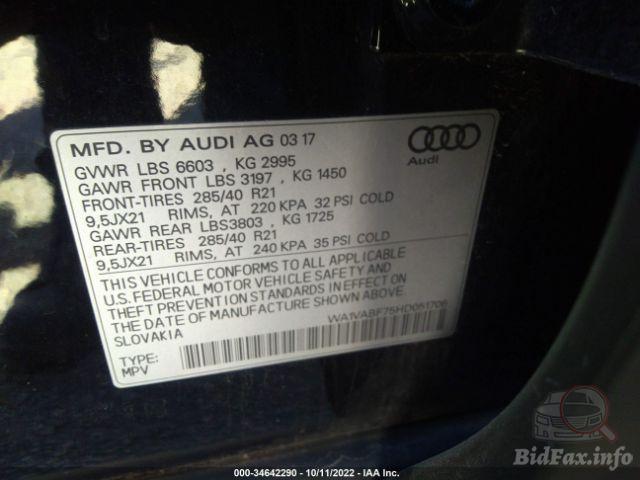 MFD. BY AUDI AG 03 17
GVWR LBS 6603 , KG 2995
GAWR FRONT LBS 3197 , KG 1450
FRONT-TIRES 285/40 R21
9,5JX21 RIMS, AT 220 KPA 32 PSI COLD
GAWR REAR LBS3803 , KG 1725
REAR-TIRES 285/40 R21
9,5JX21 RIMS, AT 240 KPA 35 PSI COLD
THIS VEHICLE CONFORMS TO ALL APPLICABLE
U.S. FEDERAL MOTOR VEHICLE SAFETY AND
THEFT PREVENTION STANDARDS IN EFFECT ON
THE DATE OF MANUFACTURE SHOWN ABOVE.
SLOVAKIA
WA1VABF75HD051706
TYPE:
MPV
Audi
000-34642290 - 10/11/2022 - IAA Inc.
BidFax.info